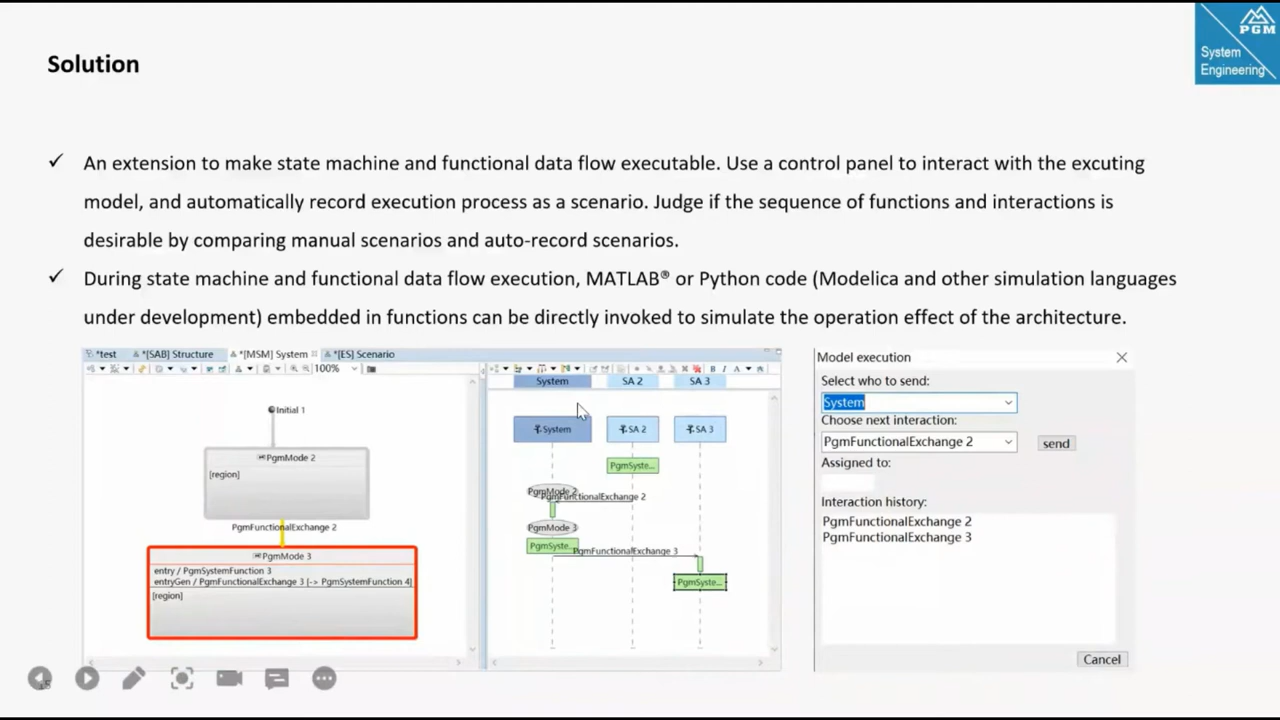 PGM
System
Engineering
Solution
✓ An extension to make state machine and functional data flow executable. Use a control panel to interact with the excuting
model, and automatically record execution process as a scenario. Judge if the sequence of functions and interactions is
desirable by comparing manual scenarios and auto-record scenarios.
✓ During state machine and functional data flow execution, MATLAB® or Python code (Modelica and other simulation languages
under development) embedded in functions can be directly invoked to simulate the operation effect of the architecture.
*test *[SAB] Structure *[MSM] System *[ES] Scenario
100%
Initial 1
PgmMode 2
[region]
PgmFunctionalExchange 2
PgmMode 3
entry / PgmSystemFunction 3
entryGen / PgmFunctionalExchange 3 [-> PgmSystemFunction 4]
[region]
B I A
System SA 2 SA 3
System SA 2 SA 3
PgmSyste...
PgmMode 2
PgmFunctionalExchange 2
PgmMode 3
PgmSyste...
PgmFunctionalExchange 3
PgmSyste...
Model execution
Select who to send:
System
Choose next interaction:
PgmFunctionalExchange 2 send
Assigned to:
Interaction history:
PgmFunctionalExchange 2
PgmFunctionalExchange 3
Cancel